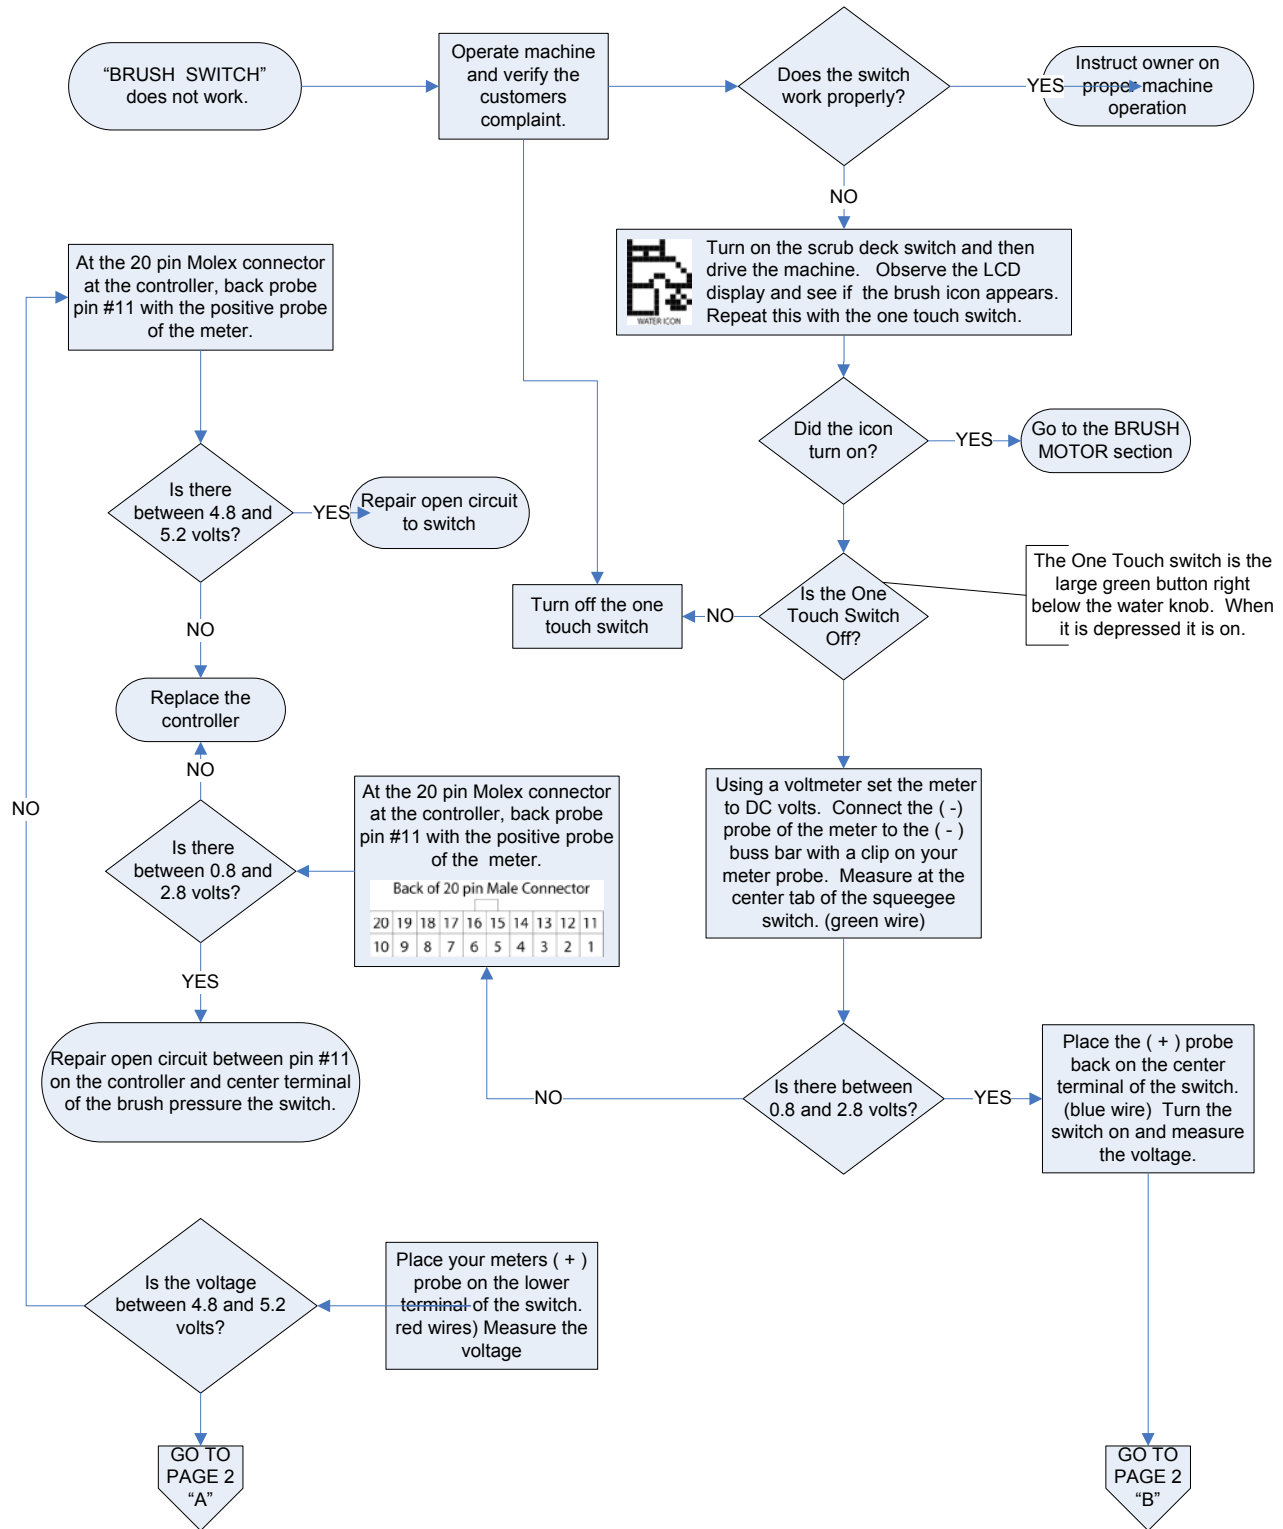 “BRUSH SWITCH”
does not work.
Operate machine
and verify the
customers
complaint.
Does the switch
work properly?
YES
Instruct owner on
proper machine
operation
NO
Turn on the scrub deck switch and then
drive the machine. Observe the LCD
display and see if the brush icon appears.
Repeat this with the one touch switch.
WATER ICON
Did the icon
turn on?
YES
Go to the BRUSH
MOTOR section
Is the One
Touch Switch
Off?
NO
Turn off the one
touch switch
The One Touch switch is the
large green button right
below the water knob. When
it is depressed it is on.
At the 20 pin Molex connector
at the controller, back probe
pin #11 with the positive probe
of the meter.
Is there
between 4.8 and
5.2 volts?
YES
Repair open circuit
to switch
NO
Replace the
controller
NO
NO
Is there
between 0.8 and
2.8 volts?
At the 20 pin Molex connector
at the controller, back probe
pin #11 with the positive probe
of the meter.
Back of 20 pin Male Connector
20 19 18 17 16 15 14 13 12 11
10 9 8 7 6 5 4 3 2 1
Using a voltmeter set the meter
to DC volts. Connect the ( -)
probe of the meter to the ( - )
buss bar with a clip on your
meter probe. Measure at the
center tab of the squeegee
switch. (green wire)
YES
Repair open circuit between pin #11
on the controller and center terminal
of the brush pressure the switch.
NO
Is there between
0.8 and 2.8 volts?
YES
Place the ( + ) probe
back on the center
terminal of the switch.
(blue wire) Turn the
switch on and measure
the voltage.
Is the voltage
between 4.8 and 5.2
volts?
Place your meters ( + )
probe on the lower
terminal of the switch.
red wires) Measure the
voltage
GO TO
PAGE 2
“A”
GO TO
PAGE 2
“B”